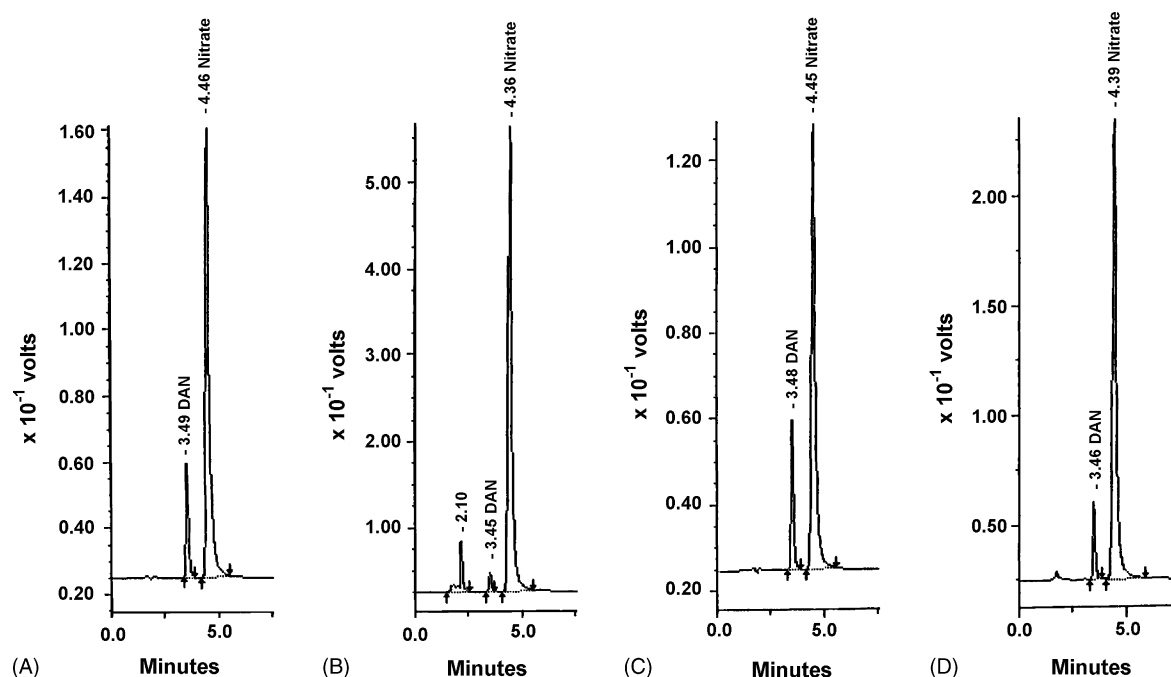 - 4.46 Nitrate
- 3.49 DAN
1.60
1.40
1.20
1.00
0.80
0.60
0.40
0.20
x 10⁻¹ volts
0.0 5.0
Minutes
(A)
- 4.36 Nitrate
- 2.10
- 3.45 DAN
5.00
4.00
3.00
2.00
1.00
x 10⁻¹ volts
0.0 5.0
Minutes
(B)
- 4.45 Nitrate
- 3.48 DAN
1.20
1.00
0.80
0.60
0.40
0.20
x 10⁻¹ volts
0.0 5.0
Minutes
(C)
- 4.39 Nitrate
- 3.46 DAN
2.00
1.50
1.00
0.50
x 10⁻¹ volts
0.0 5.0
Minutes
(D)